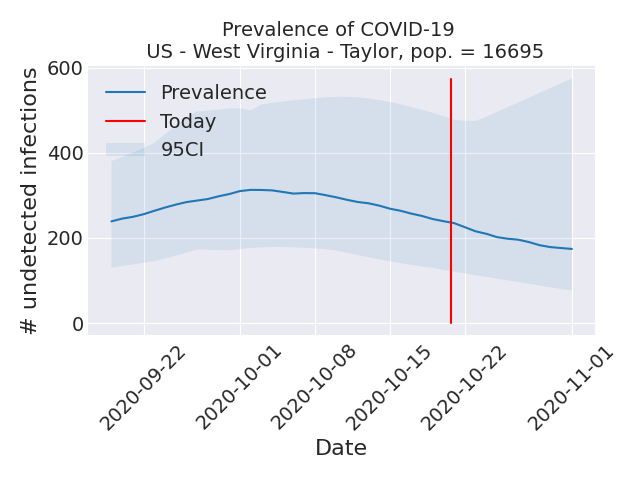 Prevalence of COVID-19
US - West Virginia - Taylor, pop. = 16695
# undetected infections
600
400
200
0
Prevalence
Today
95CI
2020-09-22
2020-10-01
2020-10-08
2020-10-15
2020-10-22
2020-11-01
Date